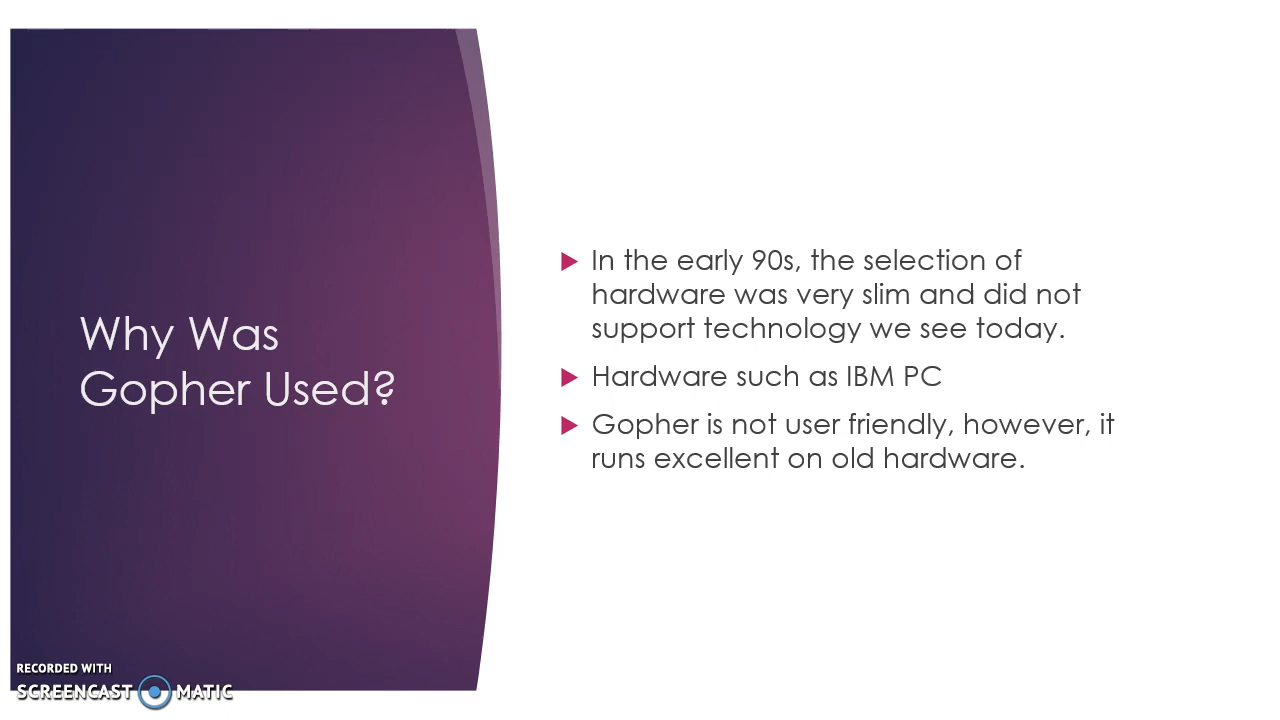 Why Was
Gopher Used?
In the early 90s, the selection of
hardware was very slim and did not
support technology we see today.
Hardware such as IBM PC
Gopher is not user friendly, however, it
runs excellent on old hardware.
RECORDED WITH
SCREENCAST MATIC